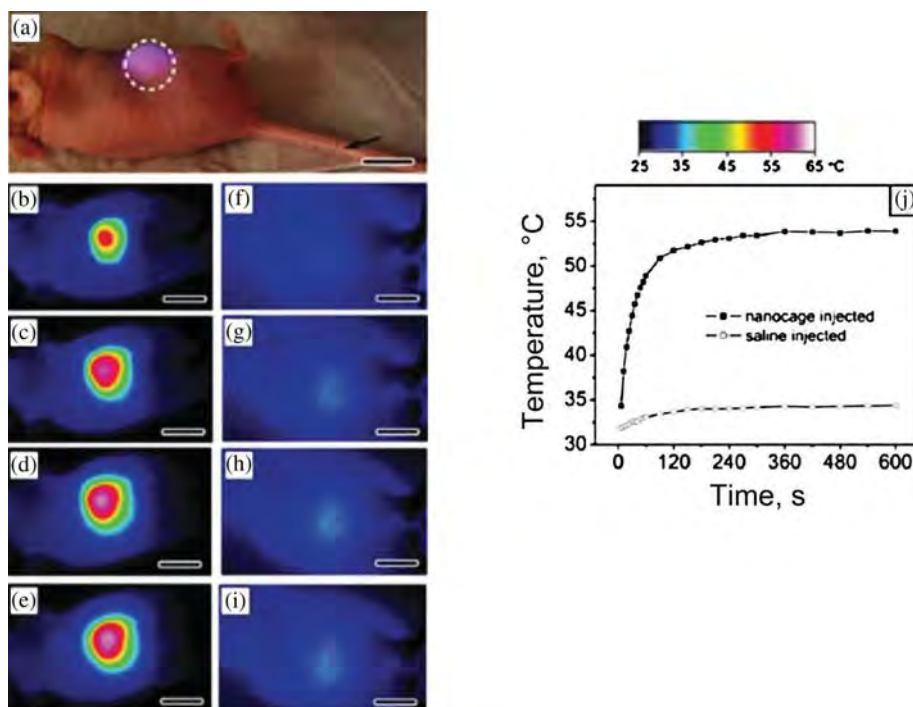 (a)
(b)
(f)
(c)
(g)
(d)
(h)
(e)
(i)
25 35 45 55 65
°C
(j)
Temperature, °C
55
50
45
40
35
30
nanocage injected
saline injected
0 120 240 360 480 600
Time, s